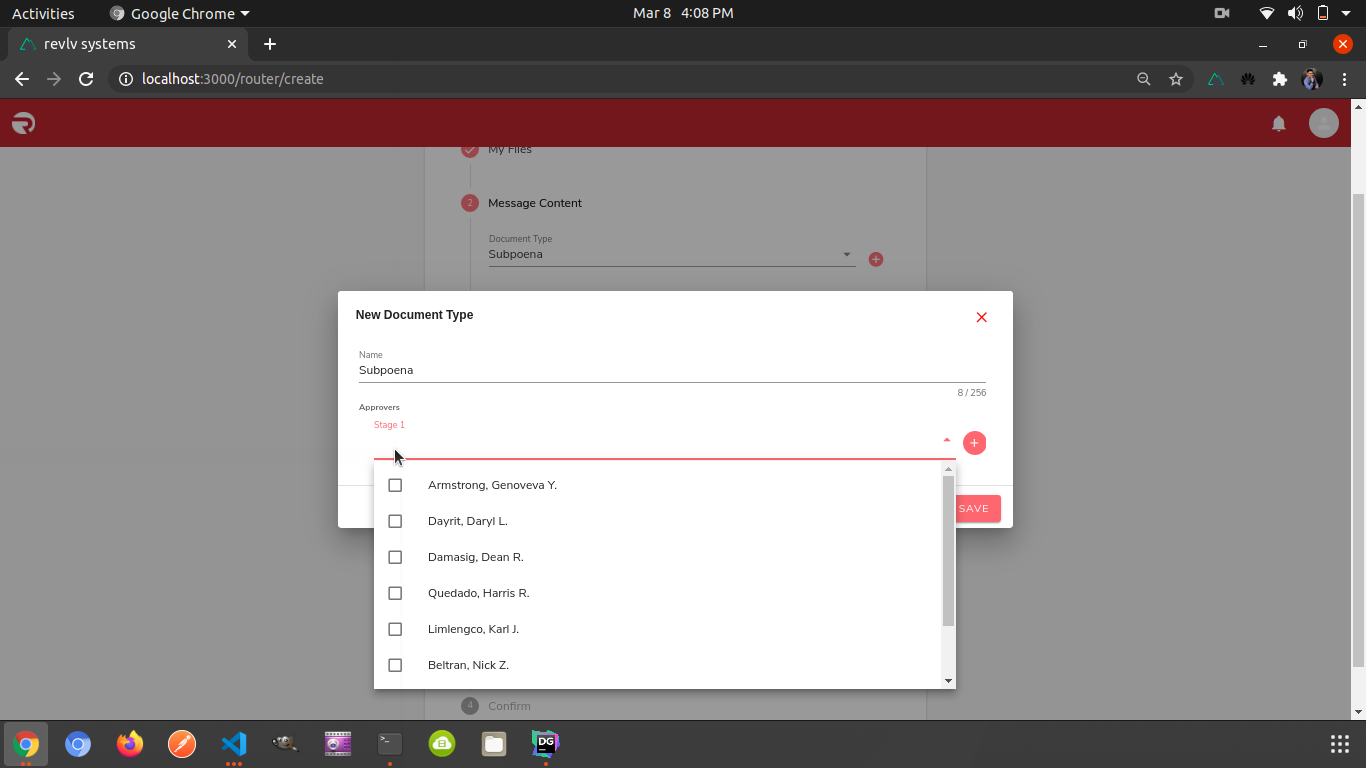 Activities
Google Chrome
Mar 8 4:08 PM
revlv systems
localhost:3000/router/create
My Files
2
Message Content
Document Type
Subpoena
New Document Type
Name
Subpoena
8 / 256
Approvers
Stage 1
Armstrong, Genoveva Y.
Dayrit, Daryl L.
Damasig, Dean R.
Quedado, Harris R.
Limlengco, Karl J.
Beltran, Nick Z.
SAVE
4
Confirm
>_
DG